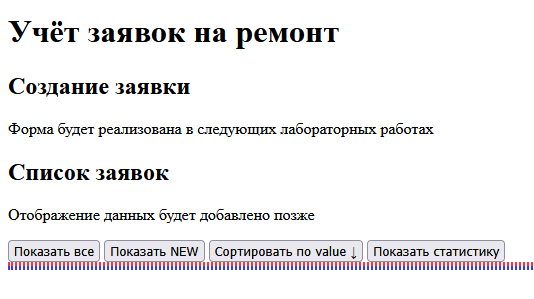 Учёт заявок на ремонт
Создание заявки
Форма будет реализована в следующих лабораторных работах
Список заявок
Отображение данных будет добавлено позже
Показать все Показать NEW Сортировать по value ↓ Показать статистику